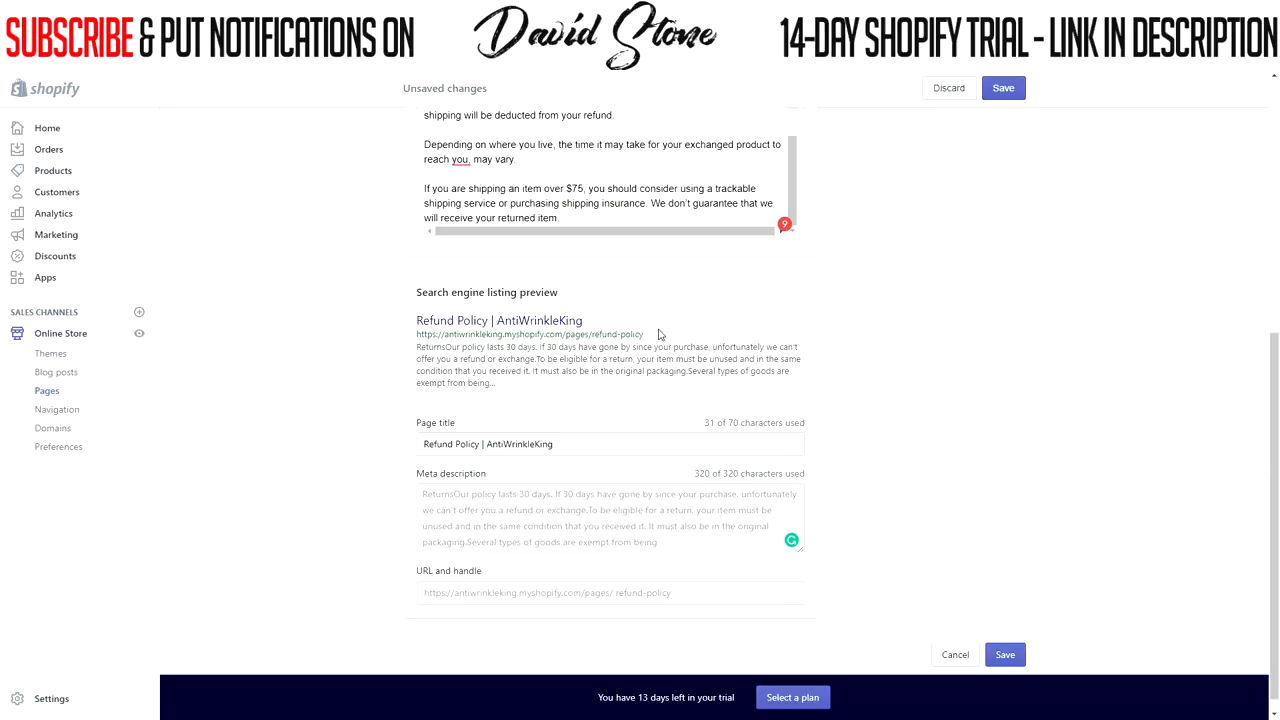 SUBSCRIBE & PUT NOTIFICATIONS ON
David Stone
14-DAY SHOPIFY TRIAL - LINK IN DESCRIPTION
shopify
Unsaved changes
Discard
Save
Home
Orders
Products
Customers
Analytics
Marketing
Discounts
Apps
SALES CHANNELS
Online Store
Themes
Blog posts
Pages
Navigation
Domains
Preferences
Settings
shipping will be deducted from your refund.
Depending on where you live, the time it may take for your exchanged product to
reach you, may vary.
If you are shipping an item over $75, you should consider using a trackable
shipping service or purchasing shipping insurance. We don't guarantee that we
will receive your returned item.
9
Search engine listing preview
Refund Policy | AntiWrinkleKing
https://antiwrinkleking.myshopify.com/pages/refund-policy
ReturnsOur policy lasts 30 days. If 30 days have gone by since your purchase, unfortunately we can't
offer you a refund or exchange.To be eligible for a return, your item must be unused and in the same
condition that you received it. It must also be in the original packaging.Several types of goods are
exempt from being...
Page title
31 of 70 characters used
Refund Policy | AntiWrinkleKing
Meta description
320 of 320 characters used
ReturnsOur policy lasts 30 days. If 30 days have gone by since your purchase, unfortunately
we can't offer you a refund or exchange.To be eligible for a return, your item must be
unused and in the same condition that you received it. It must also be in the original
packaging.Several types of goods are exempt from being
URL and handle
https://antiwrinkleking.myshopify.com/pages/ refund-policy
Cancel
Save
You have 13 days left in your trial
Select a plan